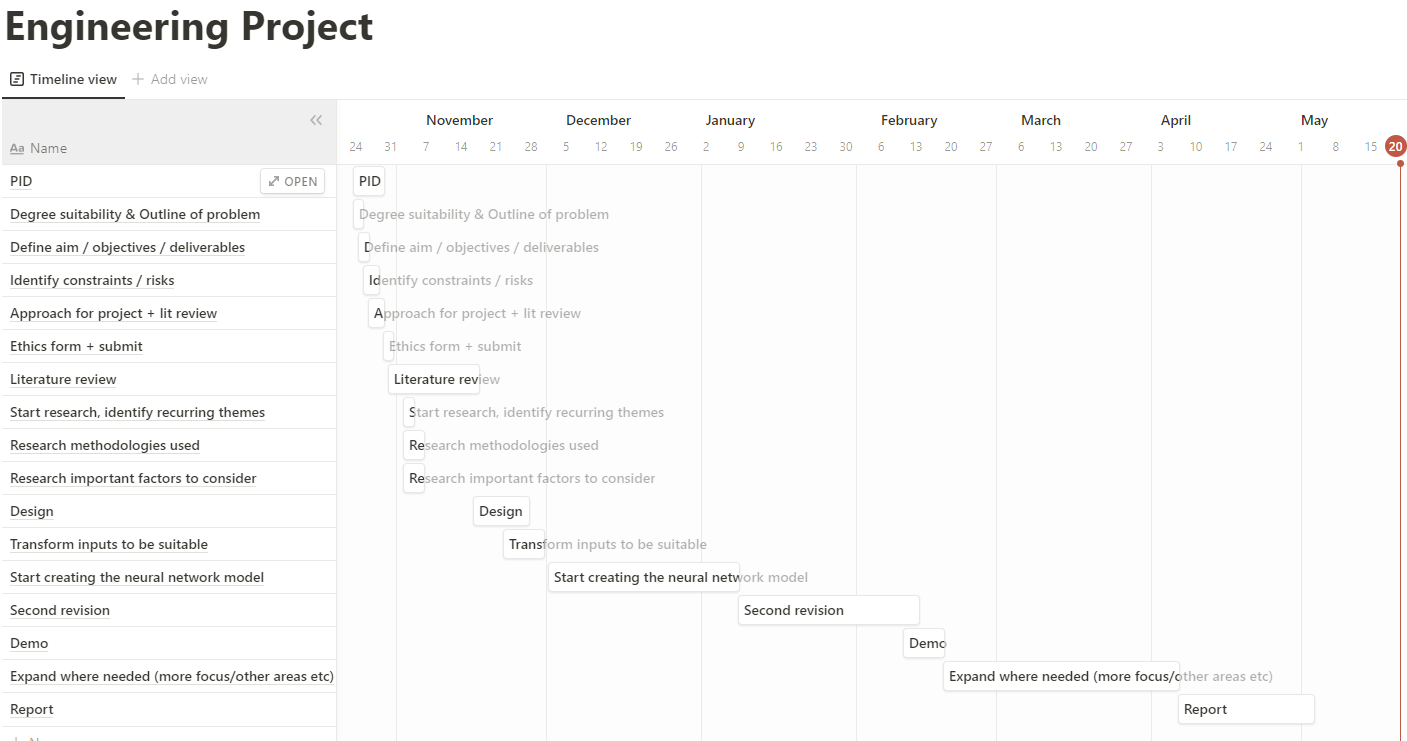 Engineering Project
Timeline view + Add view
November December January February March April May
Aa Name
24 31 7 14 21 28 5 12 19 26 2 9 16 23 30 6 13 20 27 6 13 20 27 3 10 17 24 1 8 15 20
PID OPEN PID
Degree suitability & Outline of problem Degree suitability & Outline of problem
Define aim / objectives / deliverables Define aim / objectives / deliverables
Identify constraints / risks Identify constraints / risks
Approach for project + lit review Approach for project + lit review
Ethics form + submit Ethics form + submit
Literature review Literature review
Start research, identify recurring themes Start research, identify recurring themes
Research methodologies used Research methodologies used
Research important factors to consider Research important factors to consider
Design Design
Transform inputs to be suitable Transform inputs to be suitable
Start creating the neural network model Start creating the neural network model
Second revision Second revision
Demo Demo
Expand where needed (more focus/other areas etc) Expand where needed (more focus/other areas etc)
Report Report